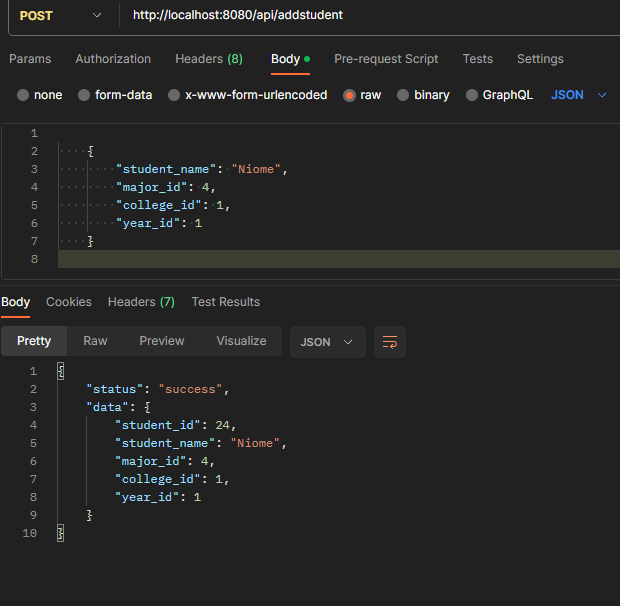 POST http://localhost:8080/api/addstudent
Params Authorization Headers (8) Body Pre-request Script Tests Settings
none form-data x-www-form-urlencoded raw binary GraphQL JSON
1
2 {
3 "student_name": "Niome",
4 "major_id": 4,
5 "college_id": 1,
6 "year_id": 1
7 }
8
Body Cookies Headers (7) Test Results
Pretty Raw Preview Visualize JSON
1 {
2 "status": "success",
3 "data": {
4 "student_id": 24,
5 "student_name": "Niome",
6 "major_id": 4,
7 "college_id": 1,
8 "year_id": 1
9 }
10 }